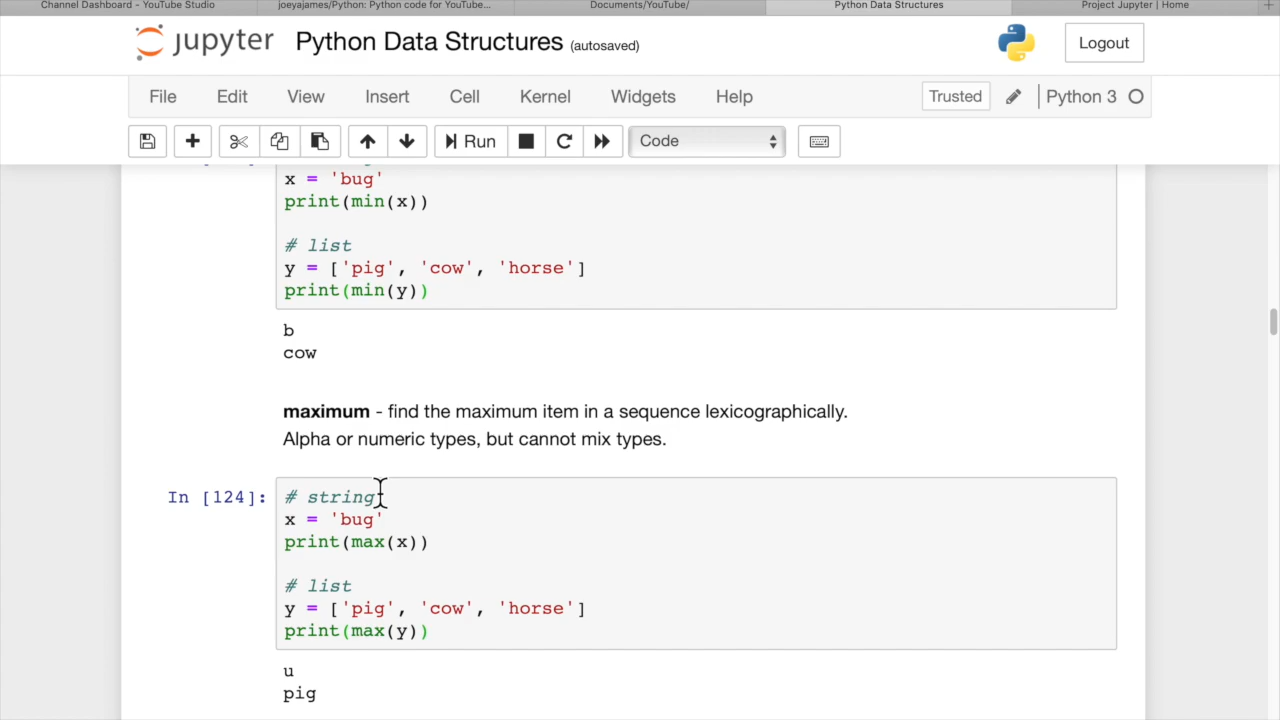 Channel Dashboard - YouTube Studio
joeyajames/Python: Python code for YouTube...
Documents/YouTube/
Python Data Structures
Project Jupyter | Home
jupyter Python Data Structures (autosaved)
Logout
File Edit View Insert Cell Kernel Widgets Help
Trusted
Python 3
Run
Code
x = 'bug'
print(min(x))
# list
y = ['pig', 'cow', 'horse']
print(min(y))
b
cow
maximum - find the maximum item in a sequence lexicographically.
Alpha or numeric types, but cannot mix types.
In [124]:
# string
x = 'bug'
print(max(x))
# list
y = ['pig', 'cow', 'horse']
print(max(y))
u
pig